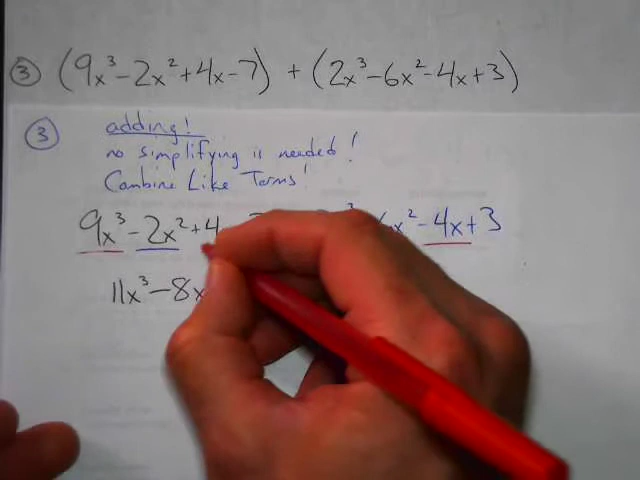 ③ (9x³-2x²+4x-7) + (2x³-6x²-4x+3)
③ adding!
no simplifying is needed!
Combine Like Terms!
9x³-2x²+4 x²-4x+3
11x³-8x